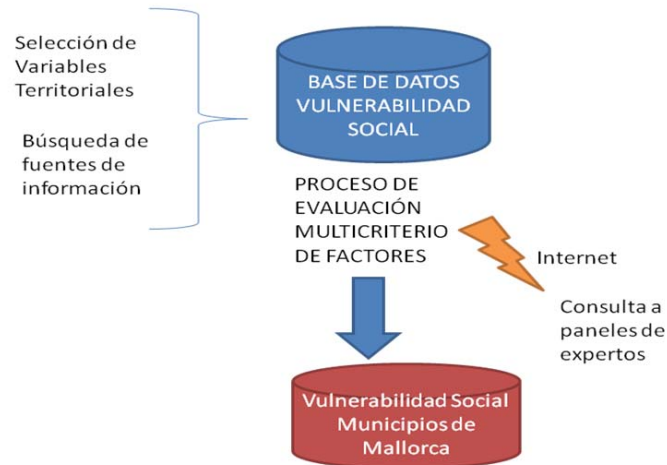 Selección de
Variables
Territoriales
Búsqueda de
fuentes de
información
BASE DE DATOS
VULNERABILIDAD
SOCIAL
PROCESO DE
EVALUACIÓN
MULTICRITERIO
DE FACTORES
Internet
Consulta a
paneles de
expertos
Vulnerabilidad Social
Municipios de
Mallorca